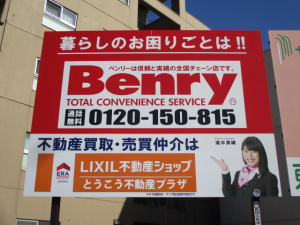 暮らしのお困りごとは!!
ベンリーは信頼と実績の全国チェーン店です。
Benry
TOTAL CONVENIENCE SERVICE
通話無料 0120-150-815
不動産買取・売買仲介は
ERA
LIXIL不動産ショップ
とうこう不動産プラザ